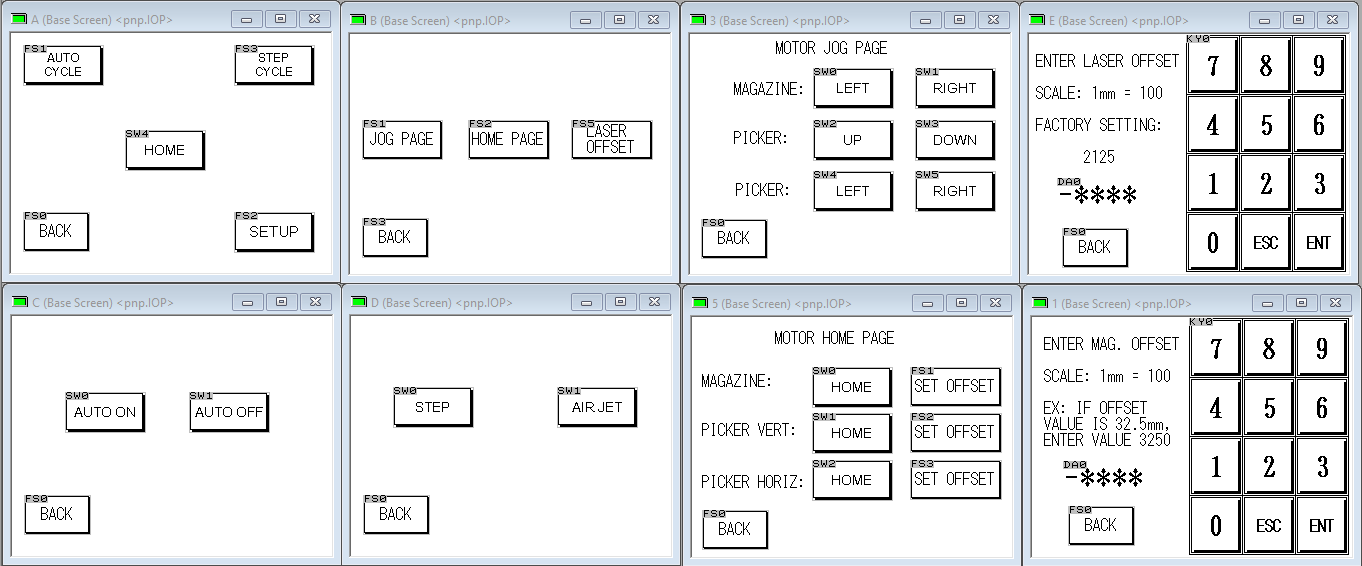 A (Base Screen) <pnp.IOP>
FS1
AUTO
CYCLE
FS3
STEP
CYCLE
SW4
HOME
FS0
BACK
FS2
SETUP
B (Base Screen) <pnp.IOP>
FS1
JOG PAGE
FS2
HOME PAGE
FS5
LASER
OFFSET
FS3
BACK
3 (Base Screen) <pnp.IOP>
MOTOR JOG PAGE
MAGAZINE:
SW0
LEFT
SW1
RIGHT
PICKER:
SW2
UP
SW3
DOWN
PICKER:
SW4
LEFT
SW5
RIGHT
FS0
BACK
E (Base Screen) <pnp.IOP>
ENTER LASER OFFSET
SCALE: 1mm = 100
FACTORY SETTING:
2125
DA0
-****
FS0
BACK
KY0
7 8 9
4 5 6
1 2 3
0 ESC ENT
C (Base Screen) <pnp.IOP>
SW0
AUTO ON
SW1
AUTO OFF
FS0
BACK
D (Base Screen) <pnp.IOP>
SW0
STEP
SW1
AIR JET
FS0
BACK
5 (Base Screen) <pnp.IOP>
MOTOR HOME PAGE
MAGAZINE:
SW0
HOME
FS1
SET OFFSET
PICKER VERT:
SW1
HOME
FS2
SET OFFSET
PICKER HORIZ:
SW2
HOME
FS3
SET OFFSET
FS0
BACK
1 (Base Screen) <pnp.IOP>
ENTER MAG. OFFSET
SCALE: 1mm = 100
EX: IF OFFSET
VALUE IS 32.5mm,
ENTER VALUE 3250
DA0
-****
FS0
BACK
KY0
7 8 9
4 5 6
1 2 3
0 ESC ENT